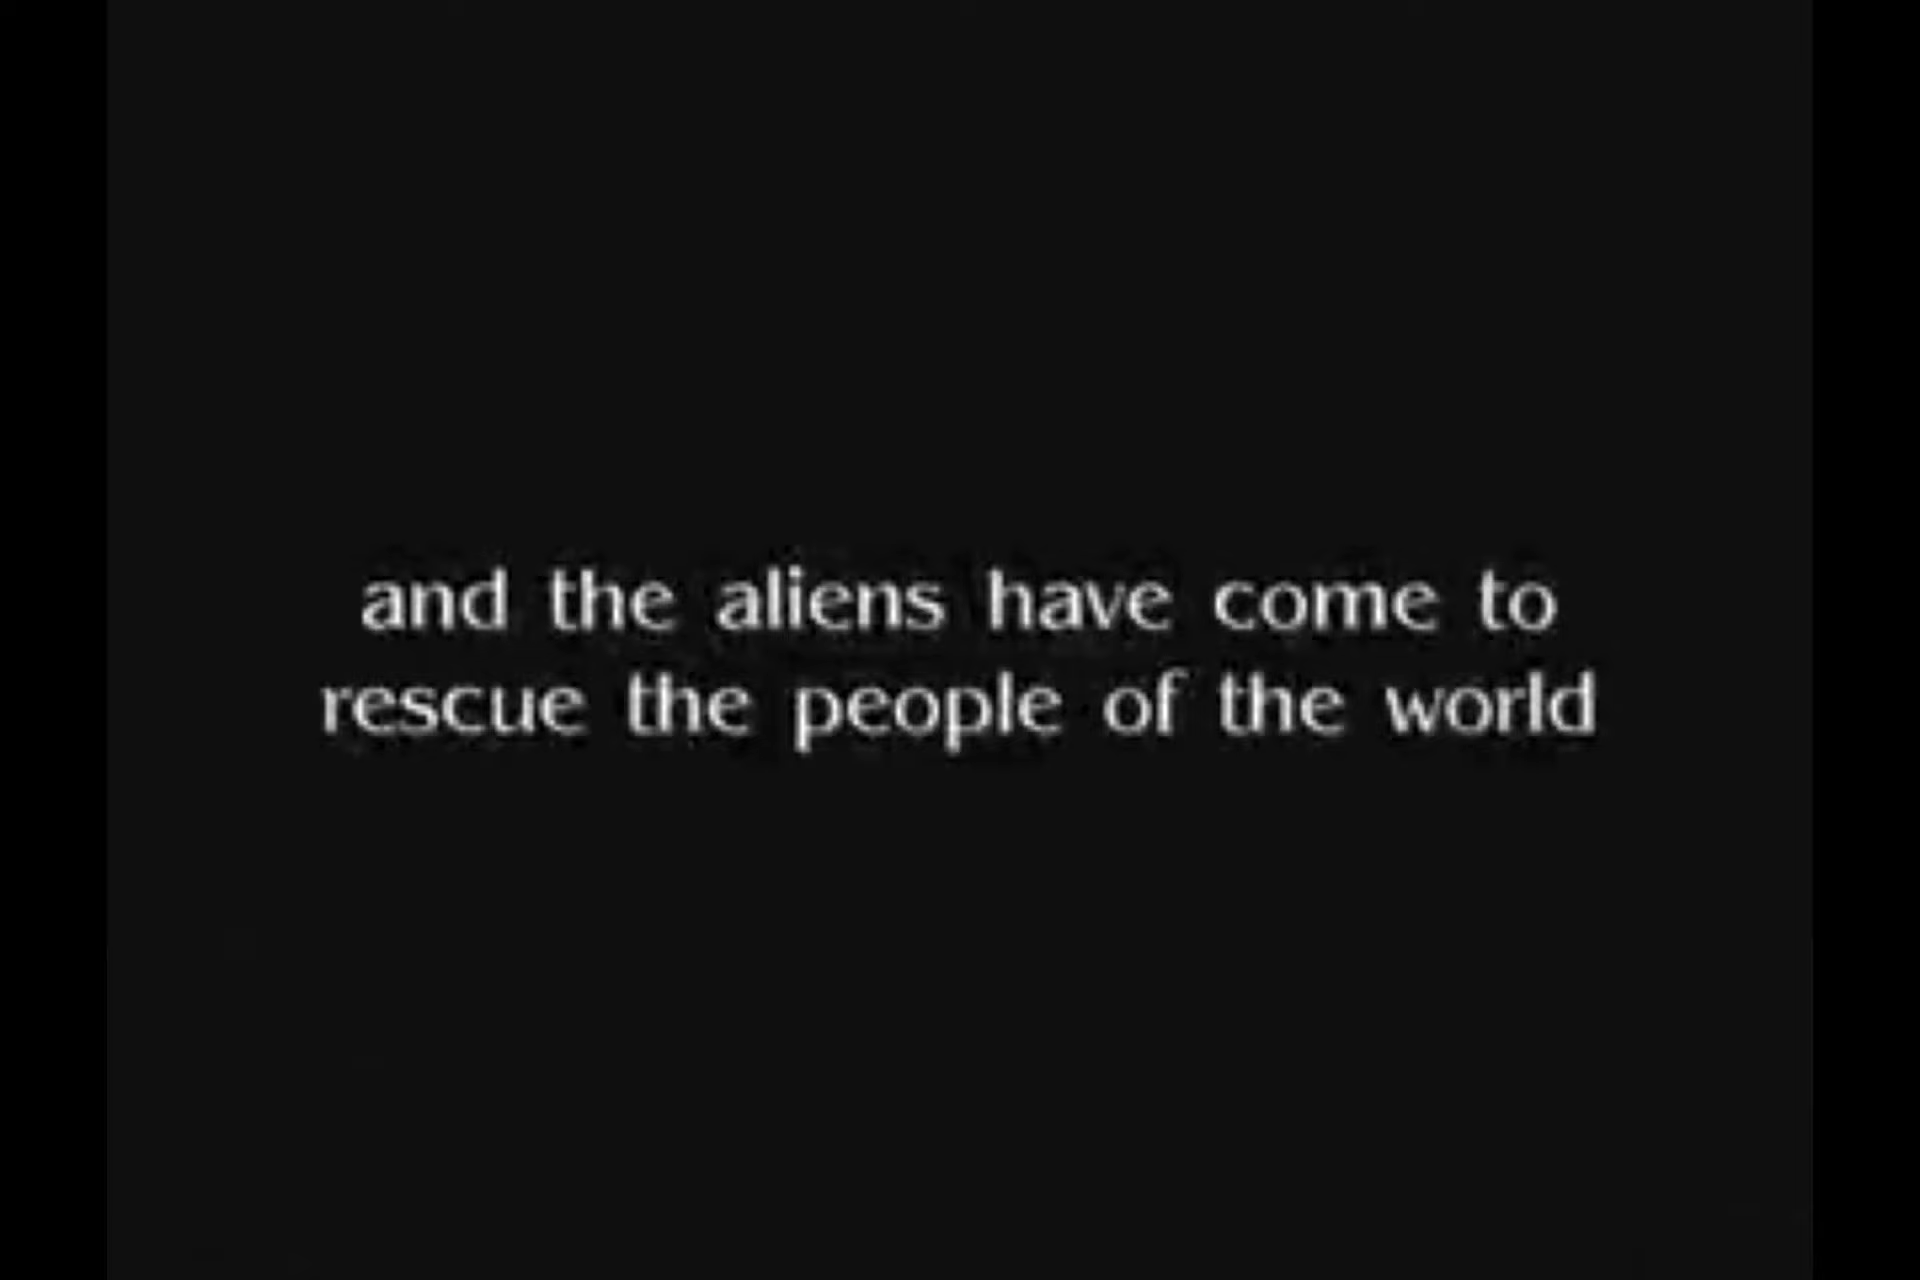 and the aliens have come to
rescue the people of the world